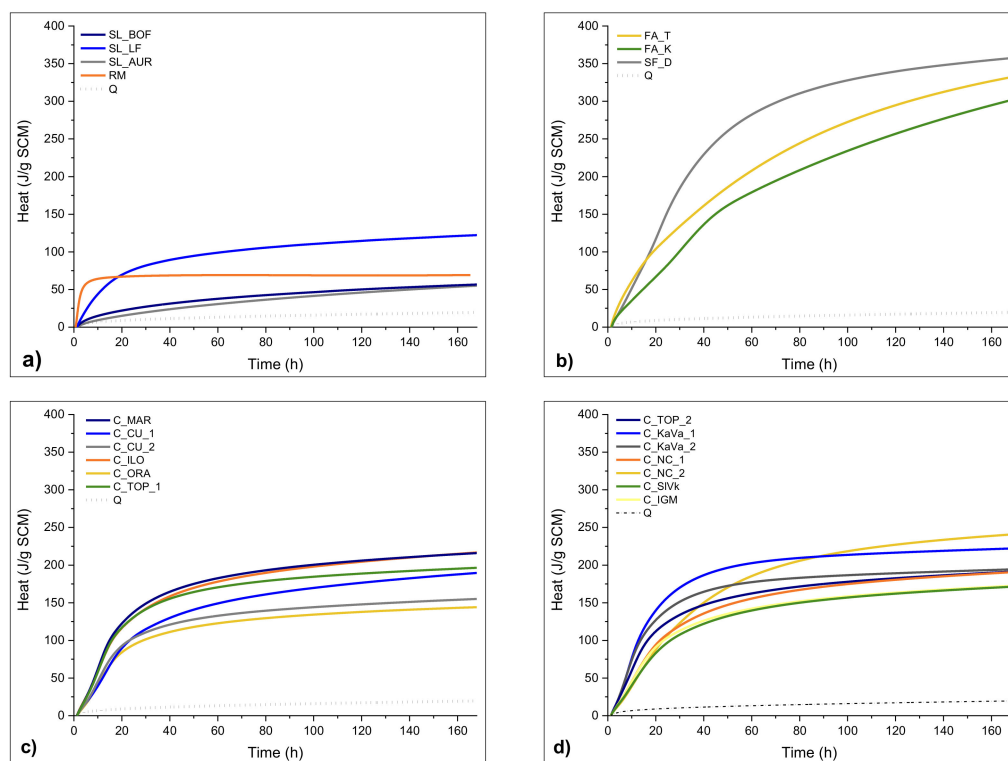 400
350
300
250
200
150
100
50
0
Heat (J/g SCM)
SL_BOF
SL_LF
SL_AUR
RM
Q
0 20 40 60 80 100 120 140 160
Time (h)
a)
400
350
300
250
200
150
100
50
0
Heat (J/g SCM)
FA_T
FA_K
SF_D
Q
0 20 40 60 80 100 120 140 160
Time (h)
b)
400
350
300
250
200
150
100
50
0
Heat (J/g SCM)
C_MAR
C_CU_1
C_CU_2
C_ILO
C_ORA
C_TOP_1
Q
0 20 40 60 80 100 120 140 160
Time (h)
c)
400
350
300
250
200
150
100
50
0
Heat (J/g SCM)
C_TOP_2
C_KaVa_1
C_KaVa_2
C_NC_1
C_NC_2
C_SlVk
C_IGM
Q
0 20 40 60 80 100 120 140 160
Time (h)
d)